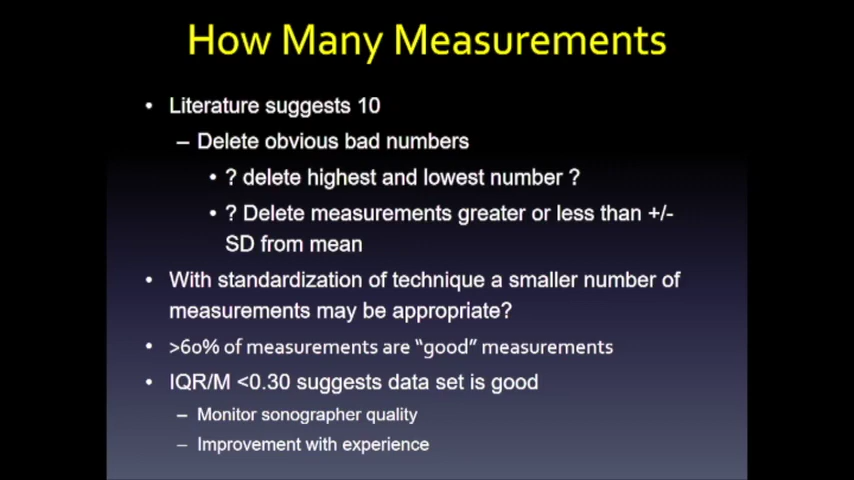 How Many Measurements
• Literature suggests 10
– Delete obvious bad numbers
• ? delete highest and lowest number ?
• ? Delete measurements greater or less than +/-
SD from mean
• With standardization of technique a smaller number of
measurements may be appropriate?
• >60% of measurements are “good” measurements
• IQR/M <0.30 suggests data set is good
– Monitor sonographer quality
– Improvement with experience